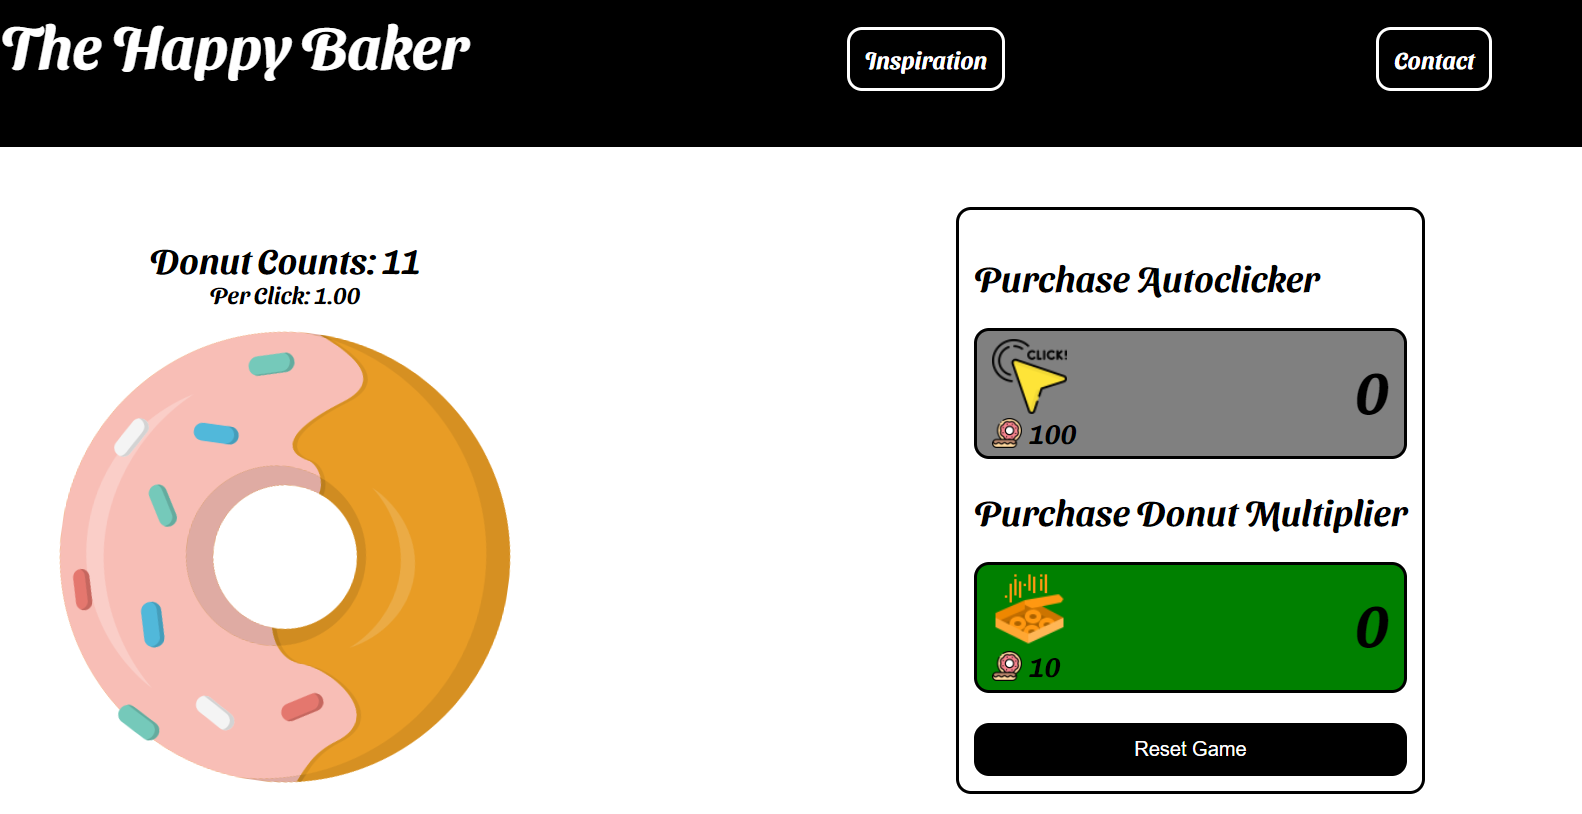 The Happy Baker
Inspiration
Contact
Donut Counts: 11
Per Click: 1.00
Purchase Autoclicker
CLICK!
0
100
Purchase Donut Multiplier
0
10
Reset Game